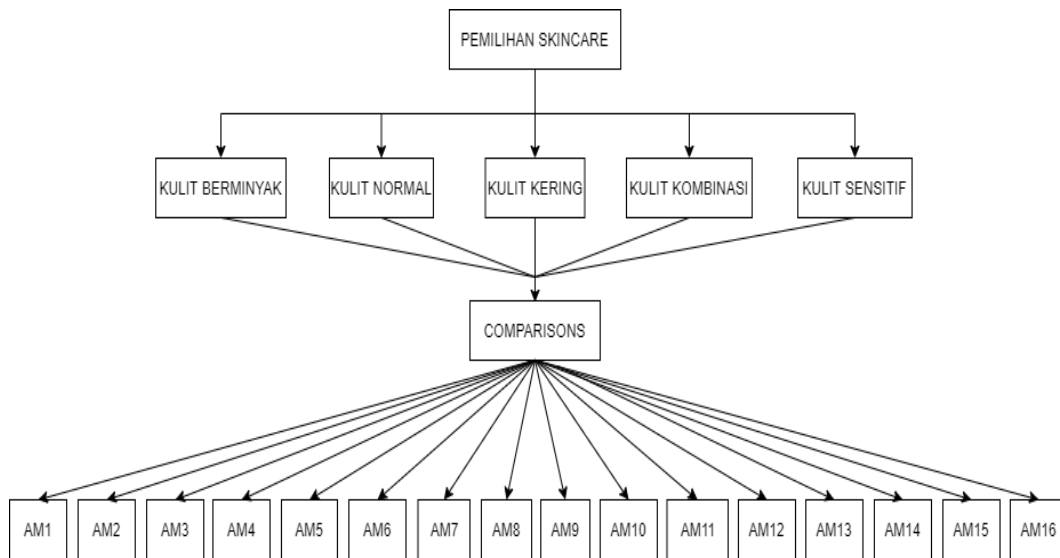 PEMILIHAN SKINCARE
KULIT BERMINYAK
KULIT NORMAL
KULIT KERING
KULIT KOMBINASI
KULIT SENSITIF
COMPARISONS
AM1
AM2
AM3
AM4
AM5
AM6
AM7
AM8
AM9
AM10
AM11
AM12
AM13
AM14
AM15
AM16